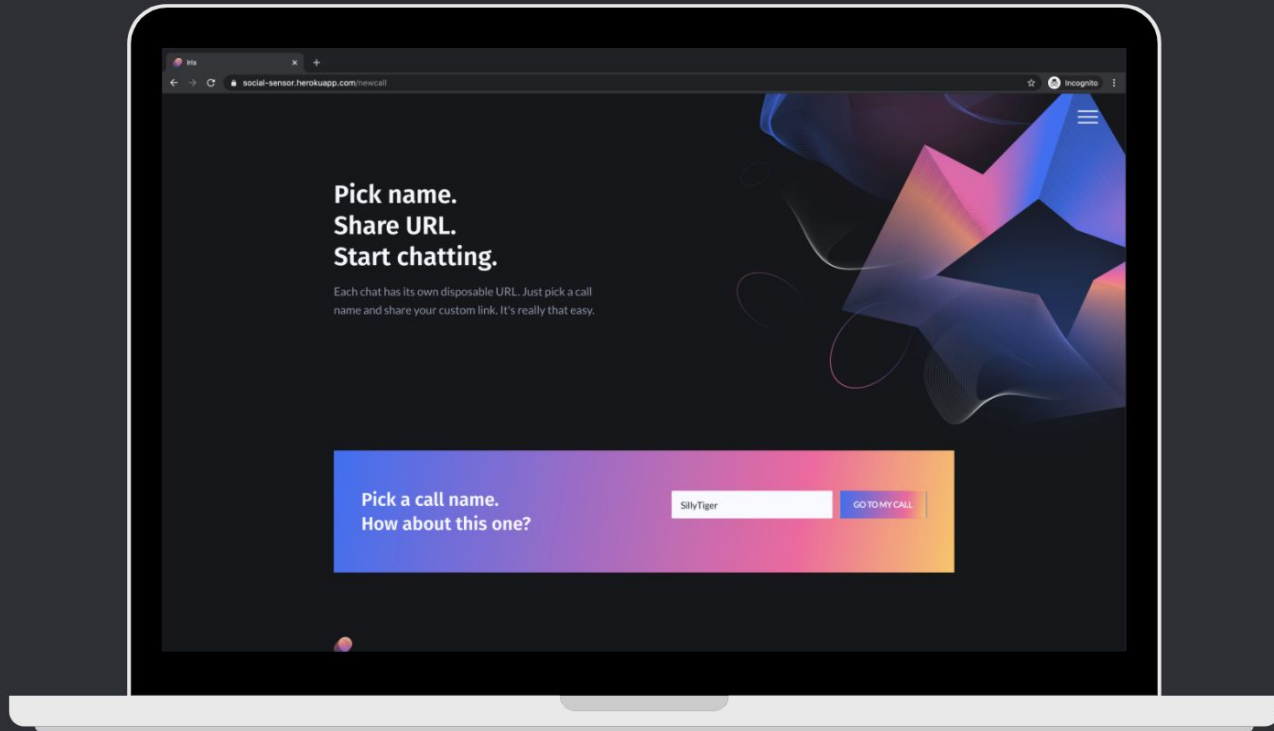 Iris
social-sensor.herokuapp.com/newcall
Incognito
Pick name.
Share URL.
Start chatting.
Each chat has its own disposable URL. Just pick a call
name and share your custom link. It's really that easy.
Pick a call name.
How about this one?
SillyTiger
GO TO MY CALL